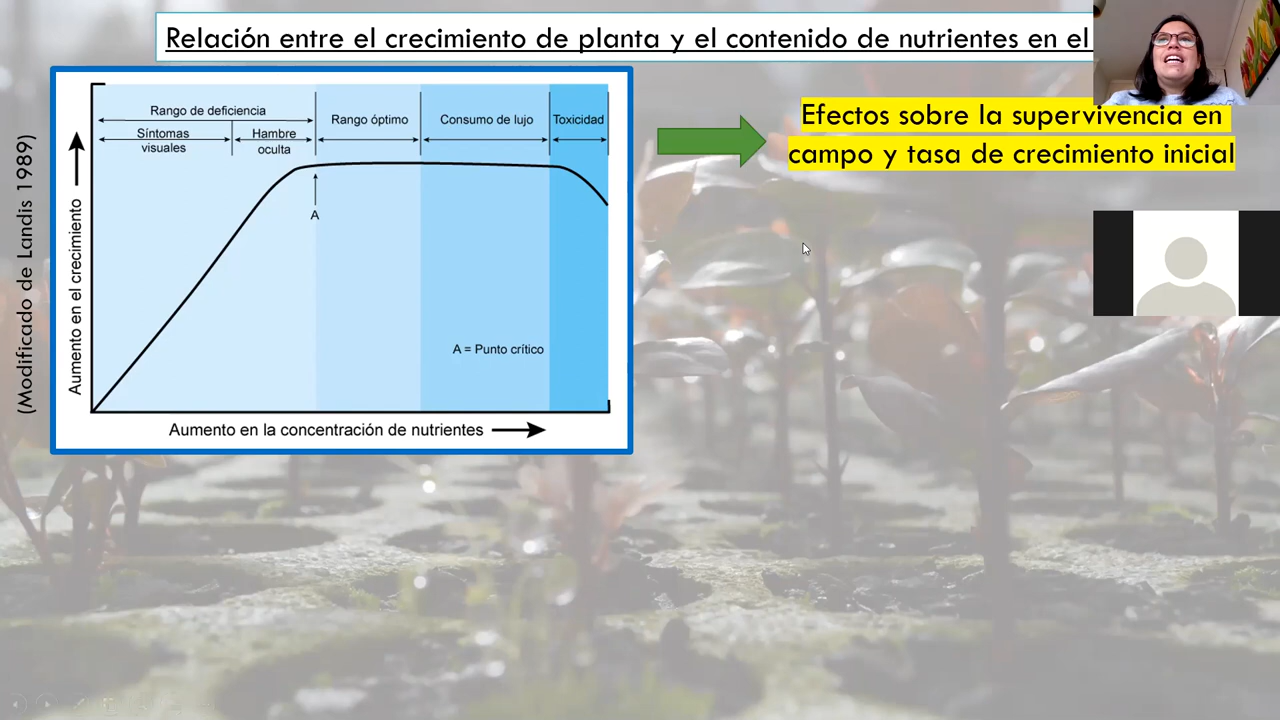 Relación entre el crecimiento de planta y el contenido de nutrientes en el
(Modificado de Landis 1989)
Rango de deficiencia
Síntomas
visuales
Hambre
oculta
Rango óptimo
Consumo de lujo
Toxicidad
A
A = Punto crítico
Aumento en el crecimiento
Aumento en la concentración de nutrientes
Efectos sobre la supervivencia en
campo y tasa de crecimiento inicial